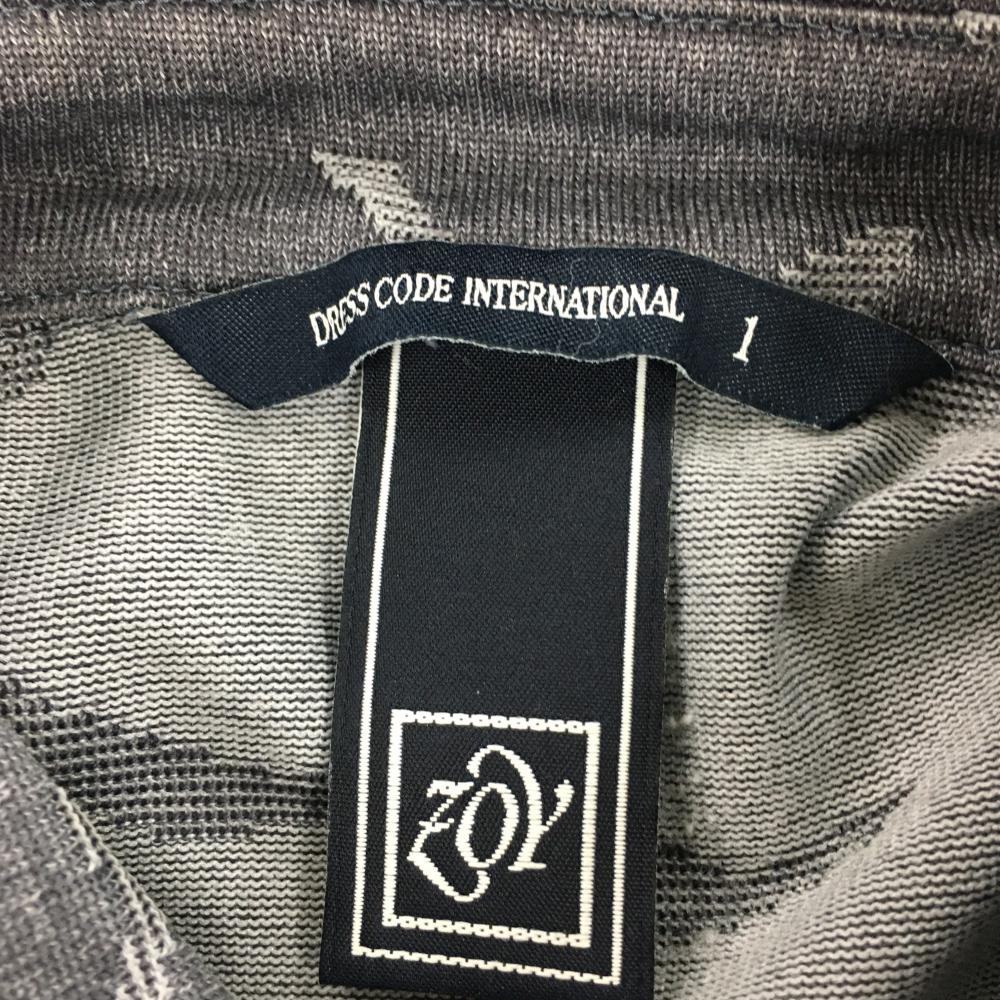 DRESS CODE INTERNATIONAL 1
ZOY